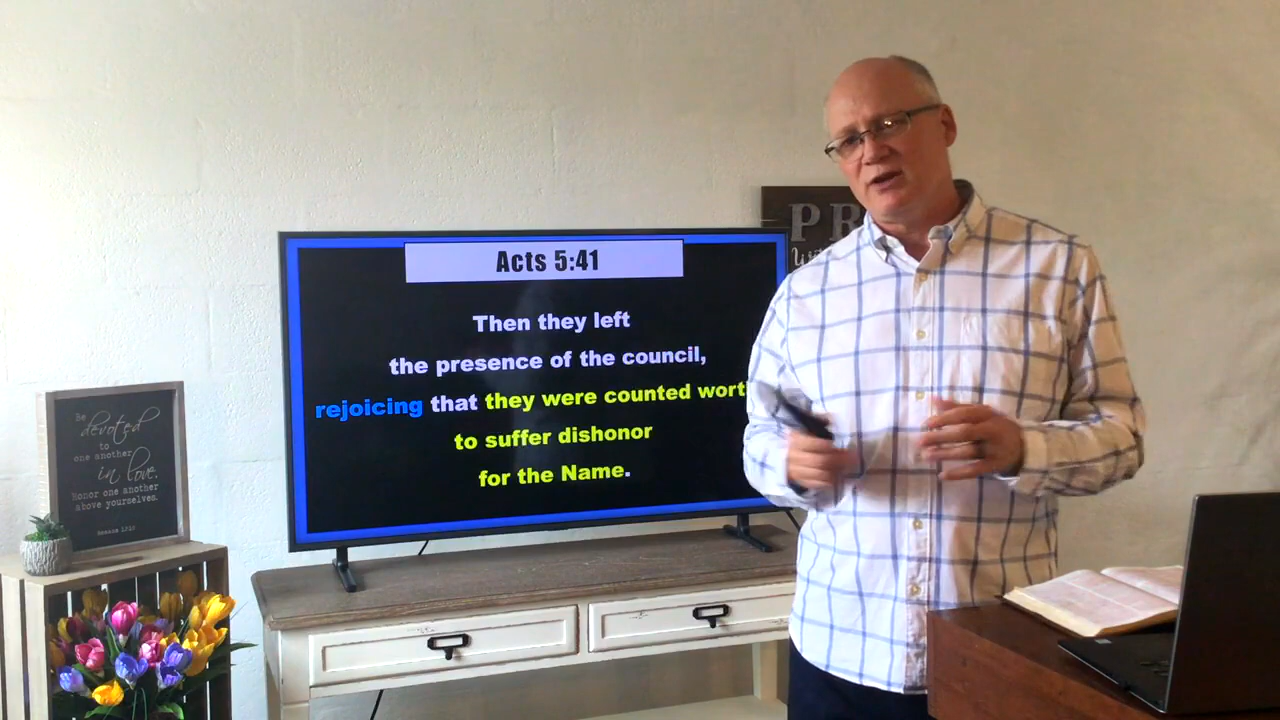 Acts 5:41
Then they left
the presence of the council,
rejoicing that they were counted wort
to suffer dishonor
for the Name.
PR
Be
devoted
to
one another
in love.
Honor one another
above yourselves.